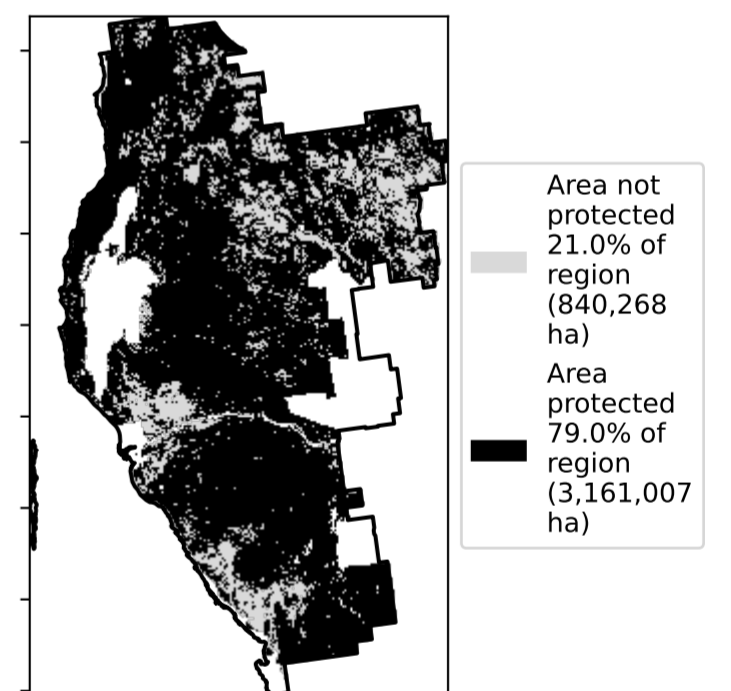 Area not
protected
21.0% of
region
(840,268
ha)
Area
protected
79.0% of
region
(3,161,007
ha)